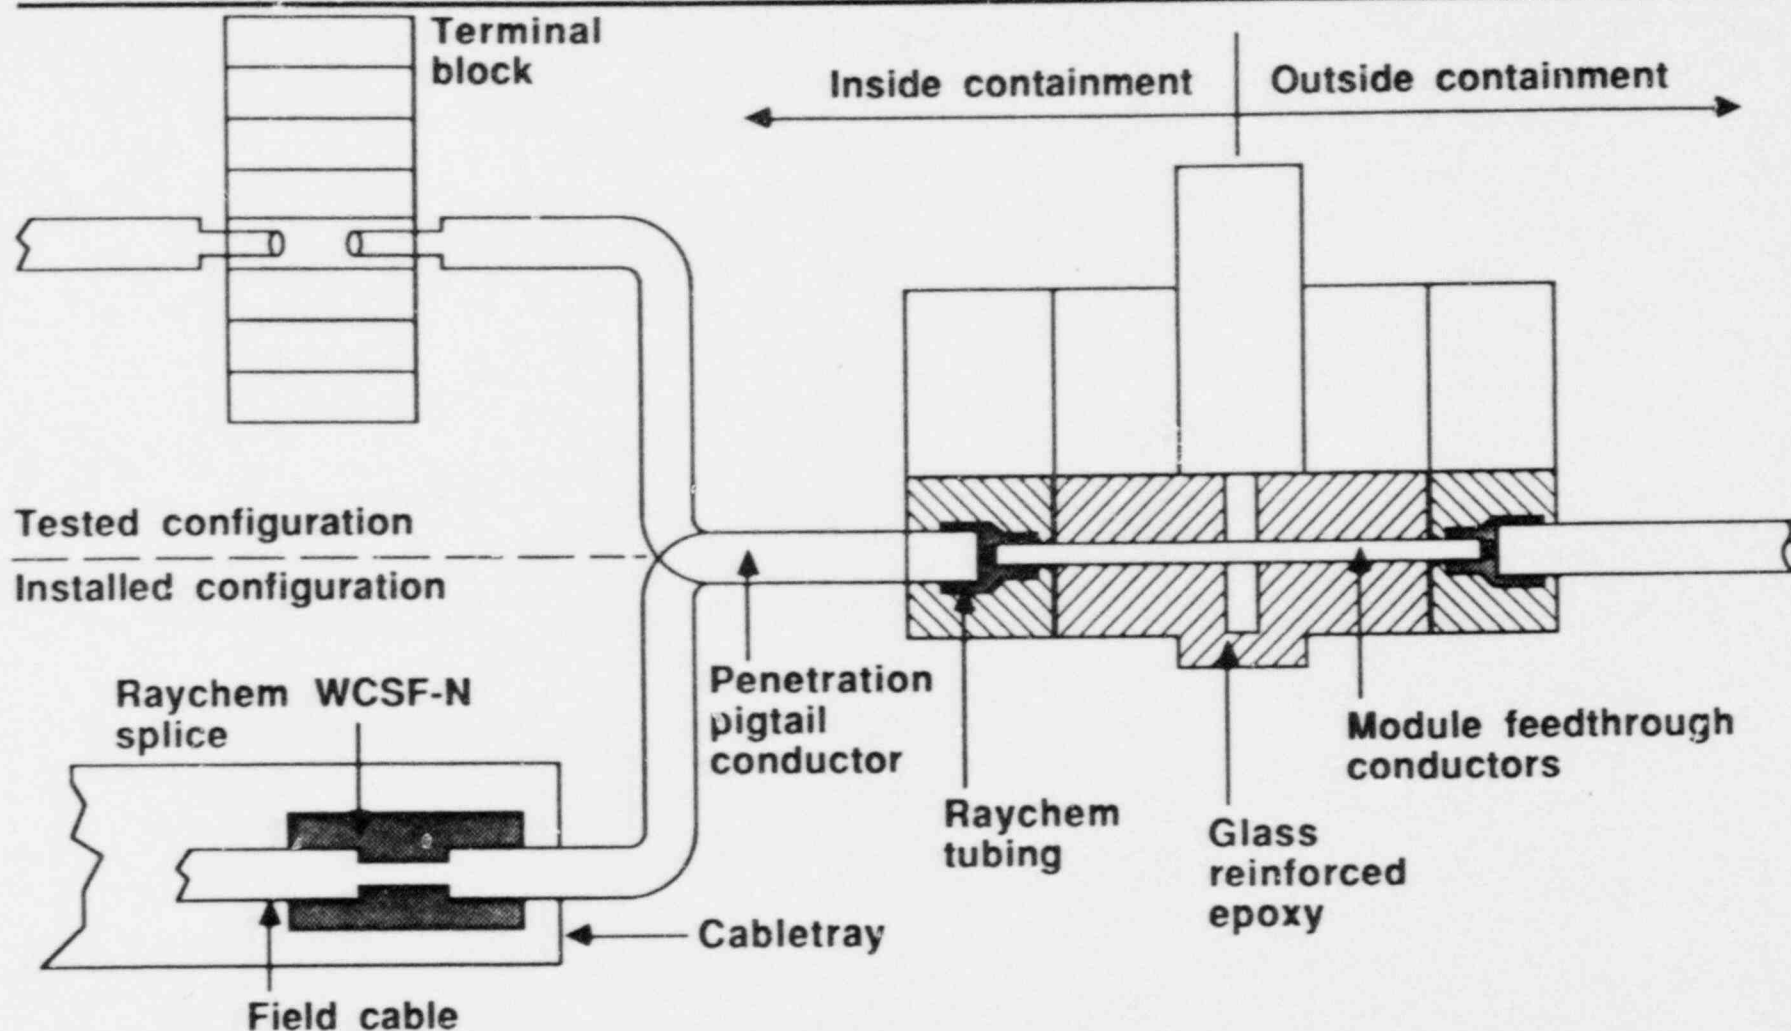 Terminal
block
Inside containment
Outside containment
Tested configuration
Installed configuration
Raychem WCSF-N
splice
Penetration
pigtail
conductor
Module feedthrough
conductors
Raychem
tubing
Glass
reinforced
epoxy
Cabletray
Field cable